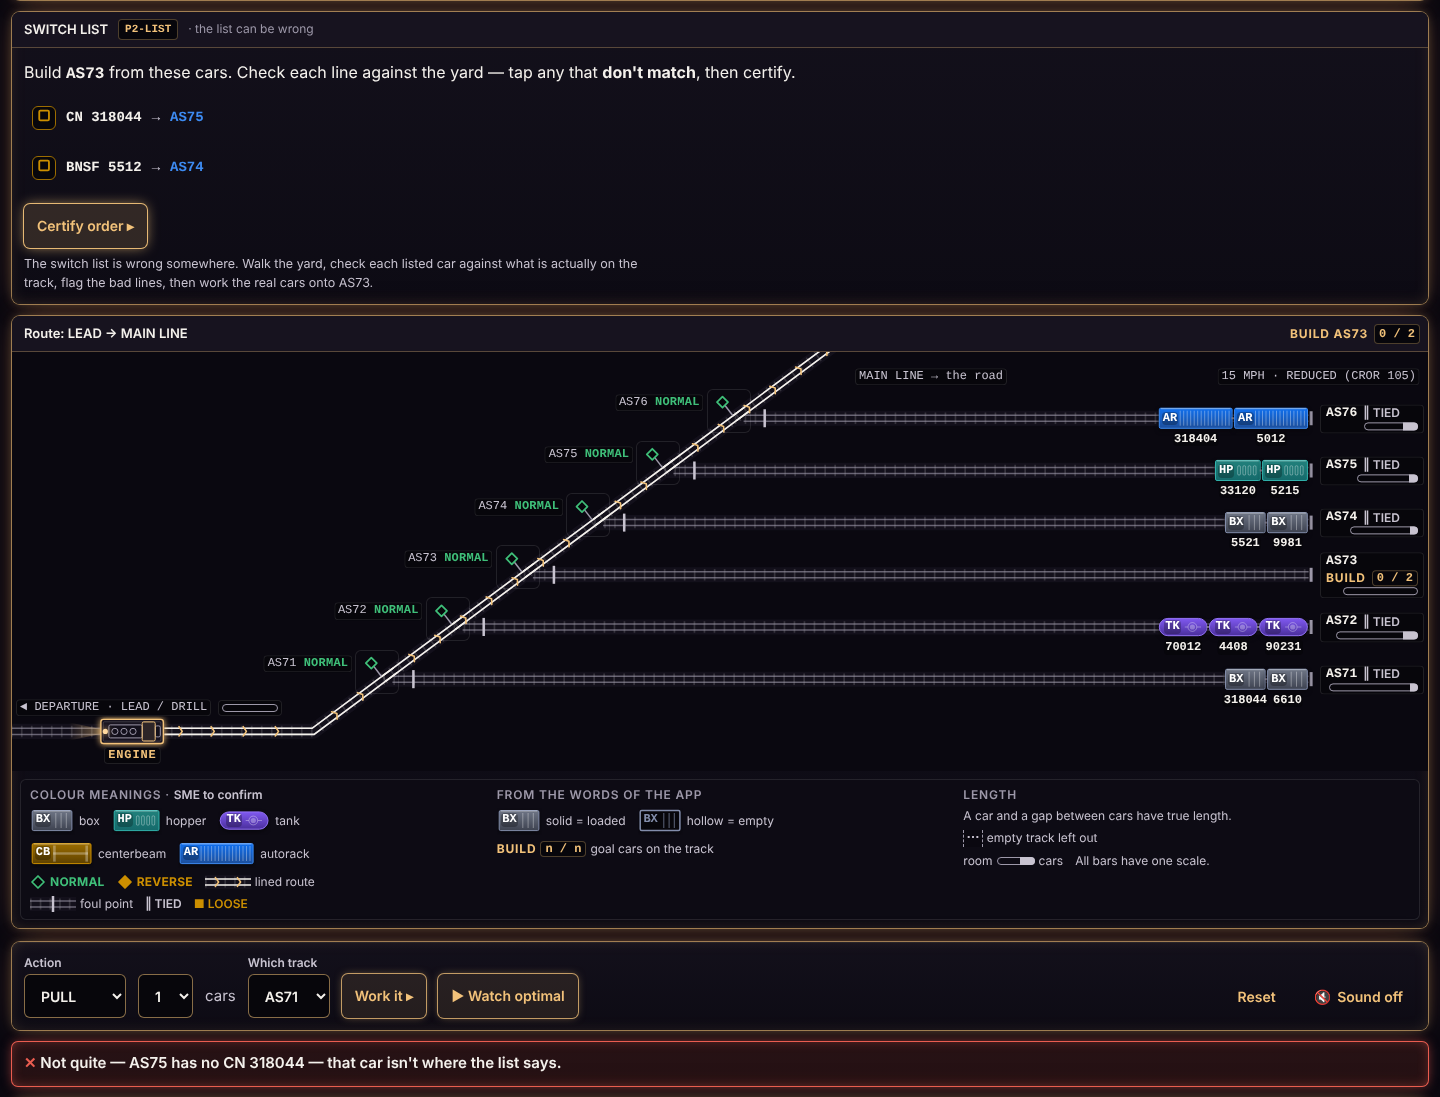 SWITCH LIST P2-LIST · the list can be wrong
Build AS73 from these cars. Check each line against the yard — tap any that don't match, then certify.
CN 318044 → AS75
BNSF 5512 → AS74
Certify order ▸
The switch list is wrong somewhere. Walk the yard, check each listed car against what is actually on the
track, flag the bad lines, then work the real cars onto AS73.
Route: LEAD → MAIN LINE
BUILD AS73 0 / 2
MAIN LINE → the road
15 MPH · REDUCED (CROR 105)
AS76 NORMAL
AR AR
318404 5012
AS76 TIED
AS75 NORMAL
HP HP
33120 5215
AS75 TIED
AS74 NORMAL
BX BX
5521 9981
AS74 TIED
AS73 NORMAL
AS73
BUILD 0 / 2
AS72 NORMAL
TK TK TK
70012 4408 90231
AS72 TIED
AS71 NORMAL
BX BX
318044 6610
AS71 TIED
◄ DEPARTURE · LEAD / DRILL
ENGINE
COLOUR MEANINGS · SME to confirm
BX box HP hopper TK tank
CB centerbeam AR autorack
NORMAL REVERSE lined route
foul point TIED LOOSE
FROM THE WORDS OF THE APP
BX solid = loaded BX hollow = empty
BUILD n / n goal cars on the track
LENGTH
A car and a gap between cars have true length.
··· empty track left out
room cars All bars have one scale.
Action
PULL 1 cars
Which track
AS71
Work it ▸
▶ Watch optimal
Reset
Sound off
✕ Not quite — AS75 has no CN 318044 — that car isn't where the list says.